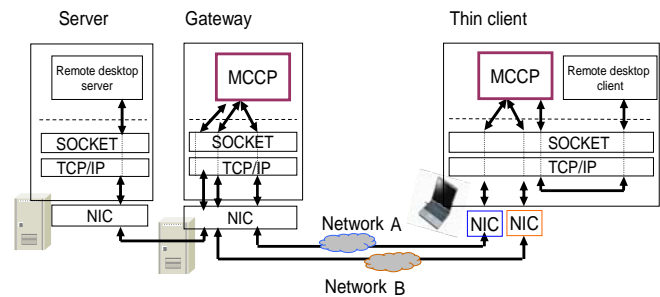 Server
Gateway
Thin client
Remote desktop
server
MCCP
MCCP
Remote desktop
client
SOCKET
SOCKET
SOCKET
TCP/IP
TCP/IP
TCP/IP
NIC
NIC
NIC
NIC
Network A
Network B